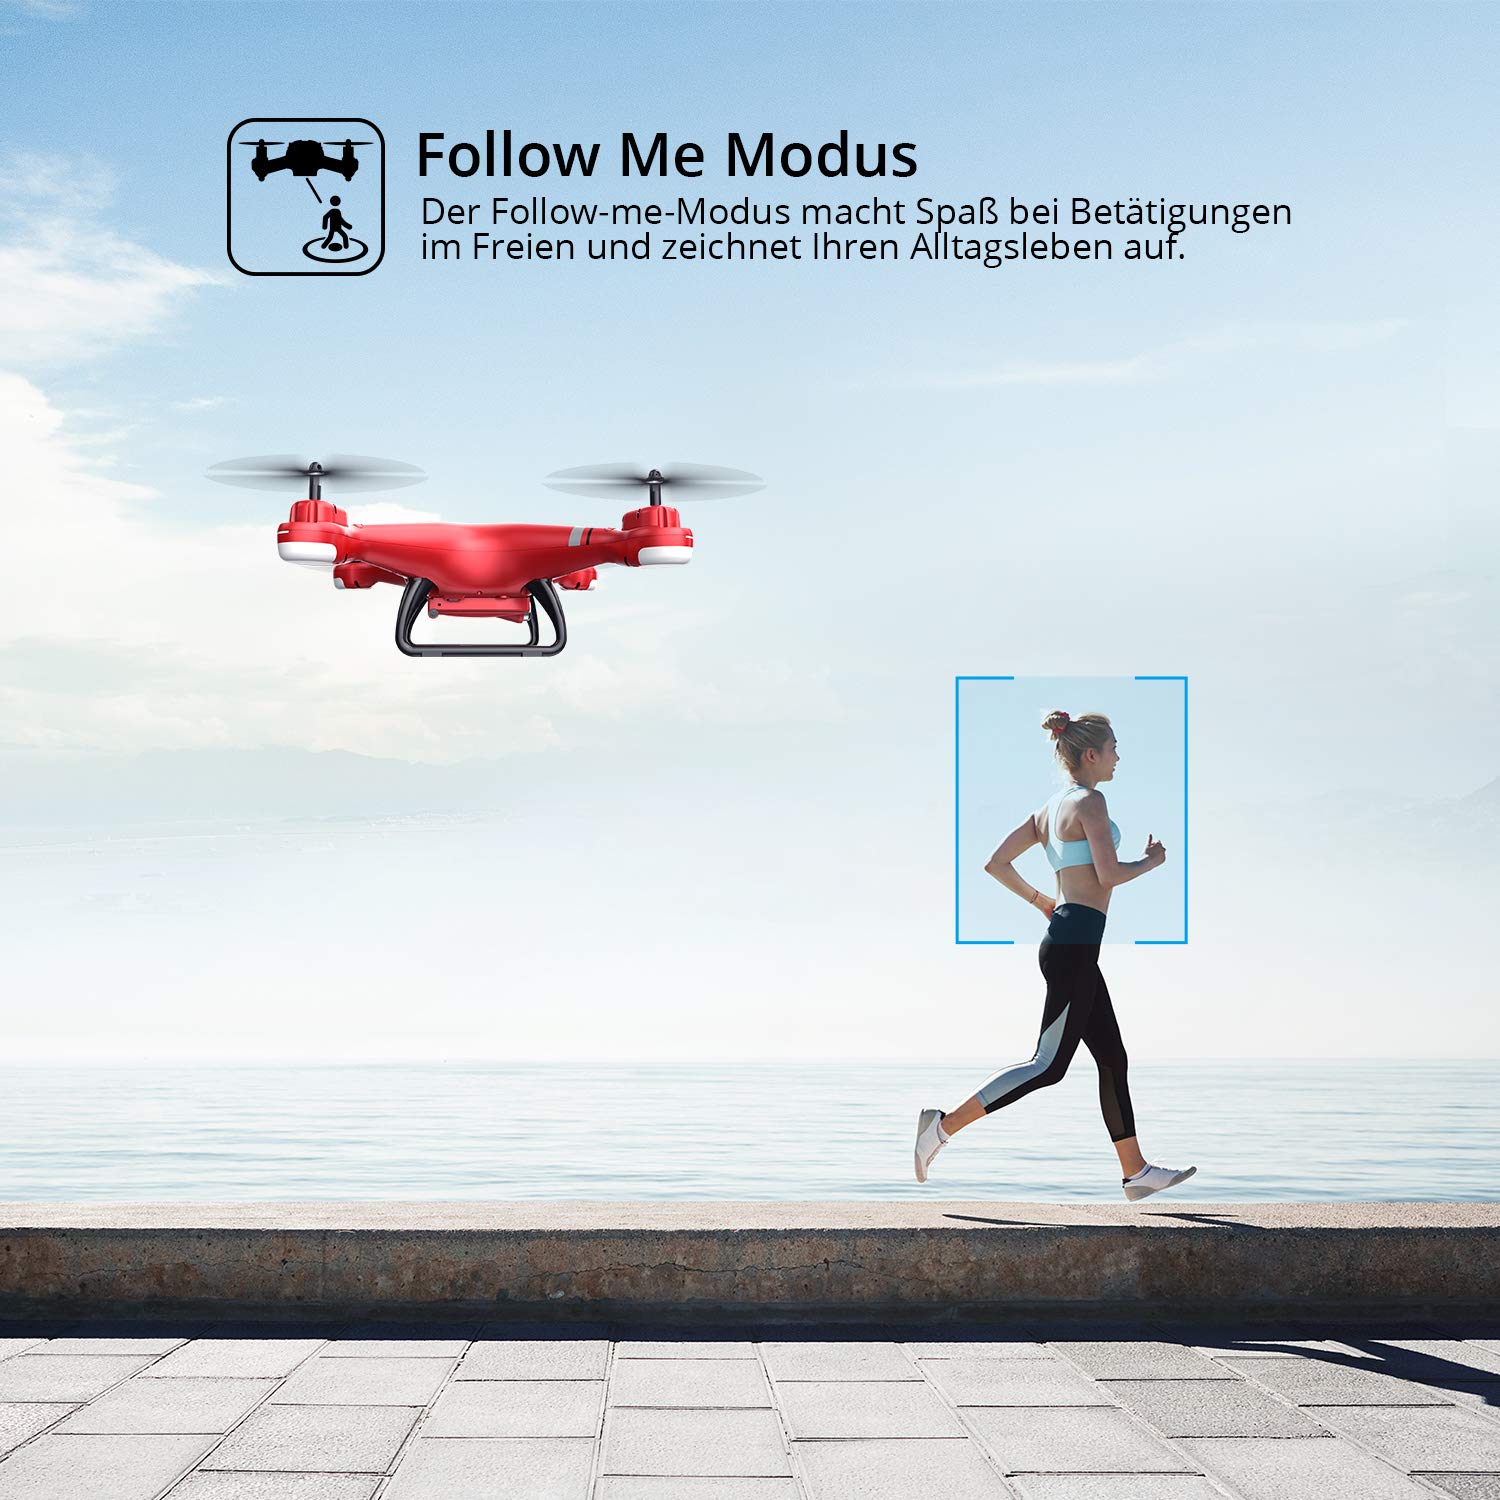 Follow Me Modus
Der Follow-me-Modus macht Spaß bei Betätigungen
im Freien und zeichnet Ihren Alltagsleben auf.